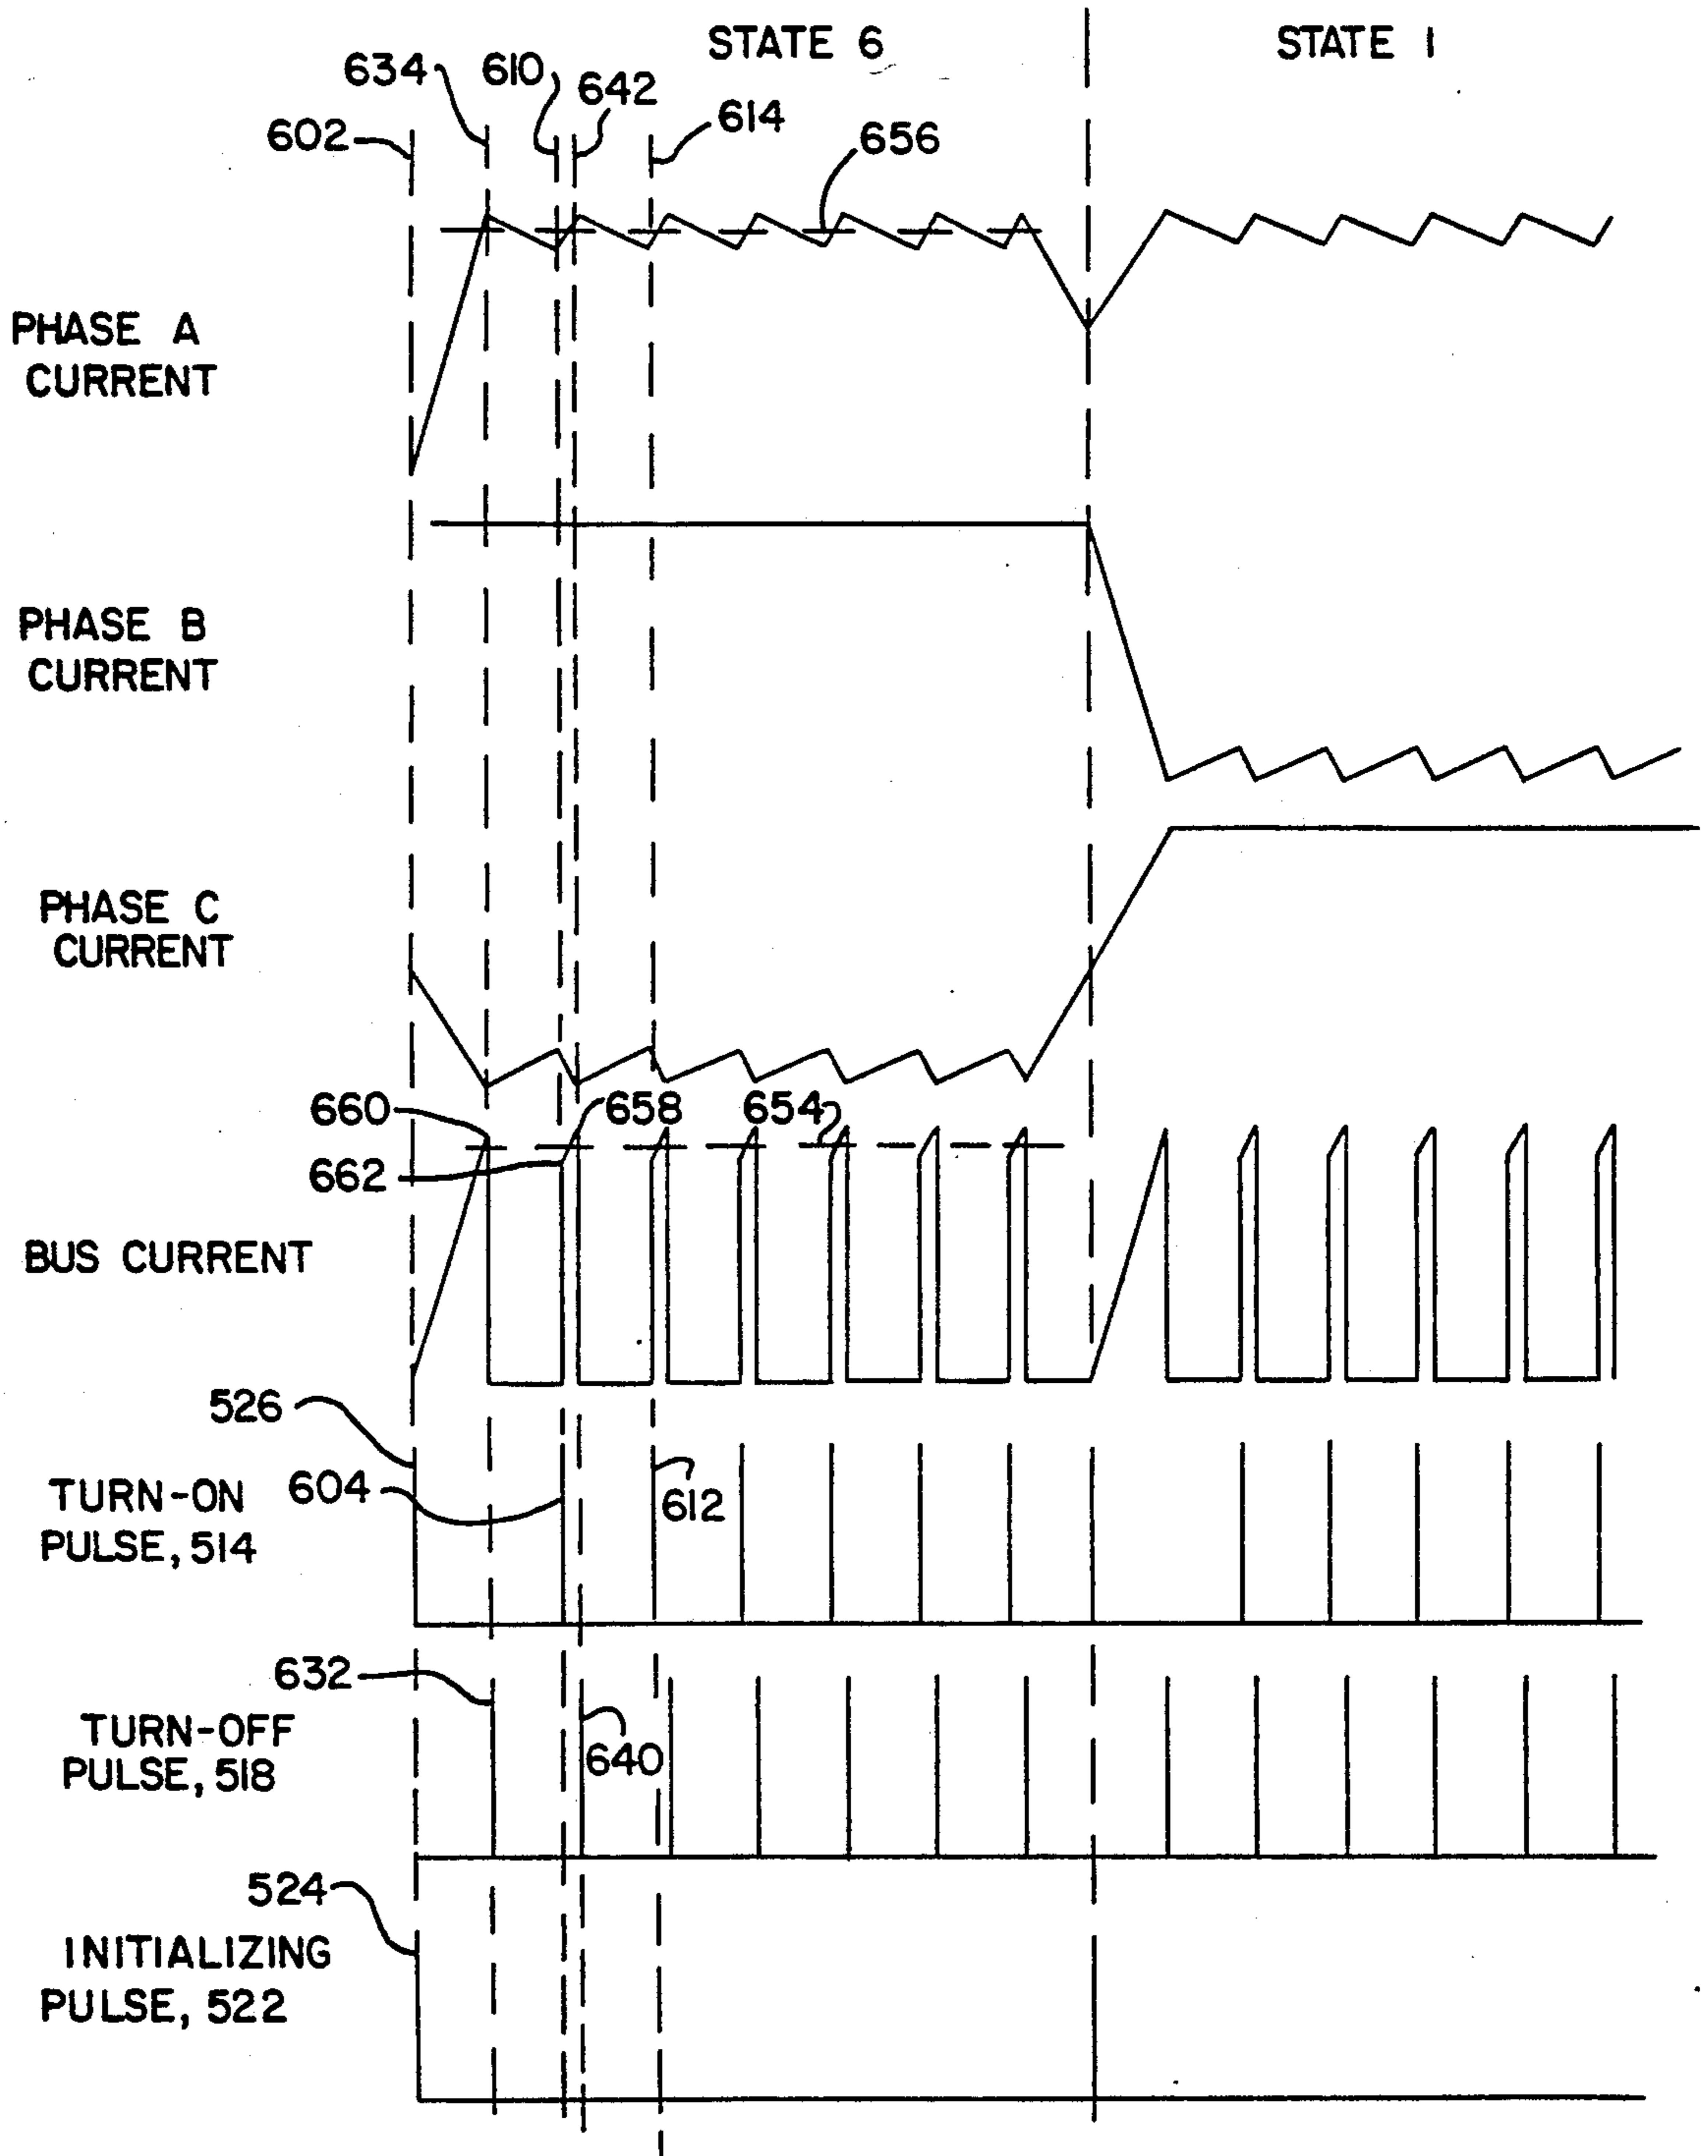 STATE 6
STATE 1
634
610
642
614
602
656
PHASE A
CURRENT
PHASE B
CURRENT
PHASE C
CURRENT
660
658
654
662
BUS CURRENT
526
TURN-ON
PULSE, 514
604
612
632
TURN-OFF
PULSE, 518
640
524
INITIALIZING
PULSE, 522